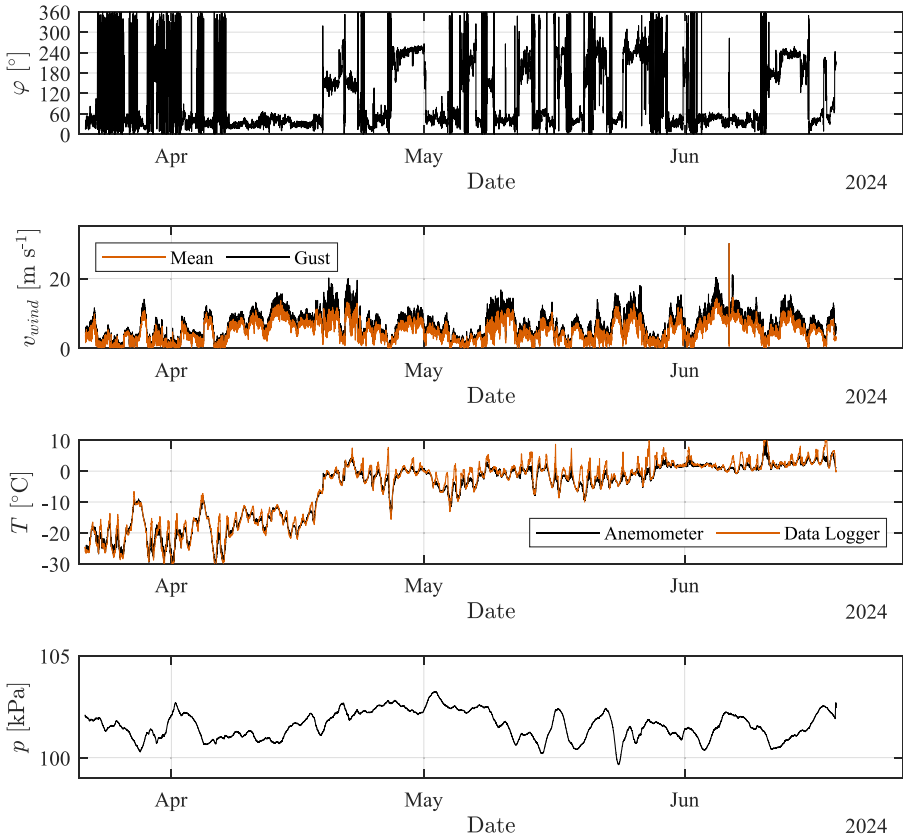 360
300
240
180
120
60
0
φ [°]
Apr May Jun
Date
2024
20
0
v_wind [m s⁻¹]
Mean Gust
Apr May Jun
Date
2024
10
0
-10
-20
-30
T [°C]
Anemometer Data Logger
Apr May Jun
Date
2024
105
100
p [kPa]
Apr May Jun
Date
2024